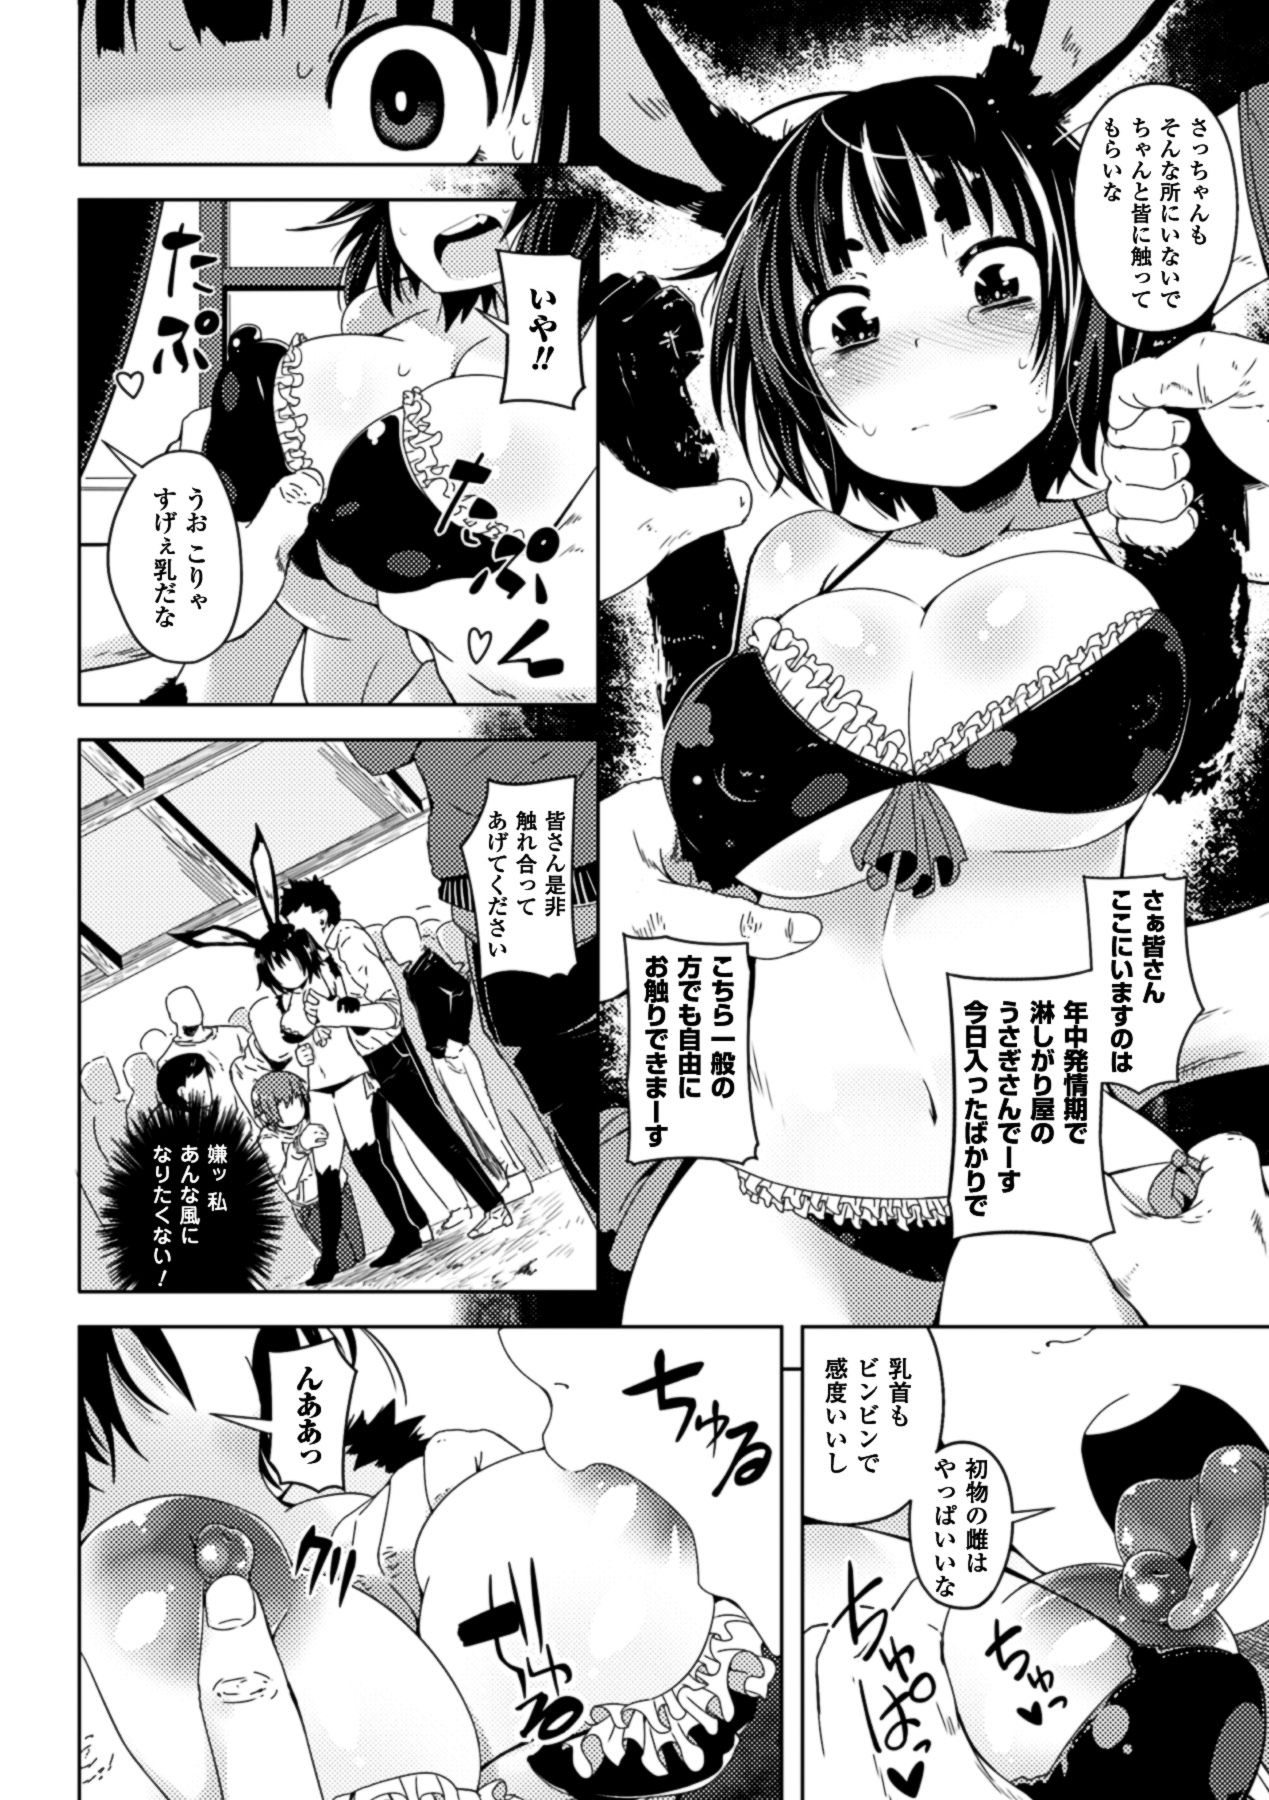 さっちゃんも
そんな所にいないで
ちゃんと皆に触って
もらいな
さぁ皆さん
ここにいますのは
年中発情期で
淋しがり屋の
うさぎさんでーす
今日入ったばかりで
こちら一般の
方でも自由に
お触りできまーす
いや!!
たぷ♡
たぷん♡
うお こりゃ
すげぇ乳だな
皆さん是非
触れ合って
あげてください
嫌ッ 私
あんな風に
なりたくない!
乳首も
ビンビンで
感度いいし
初物の雌は
やっぱいいな
ちゅっ♥
ちゅぱっ♥
ちゅる
ちゅる
んああっ
グリ